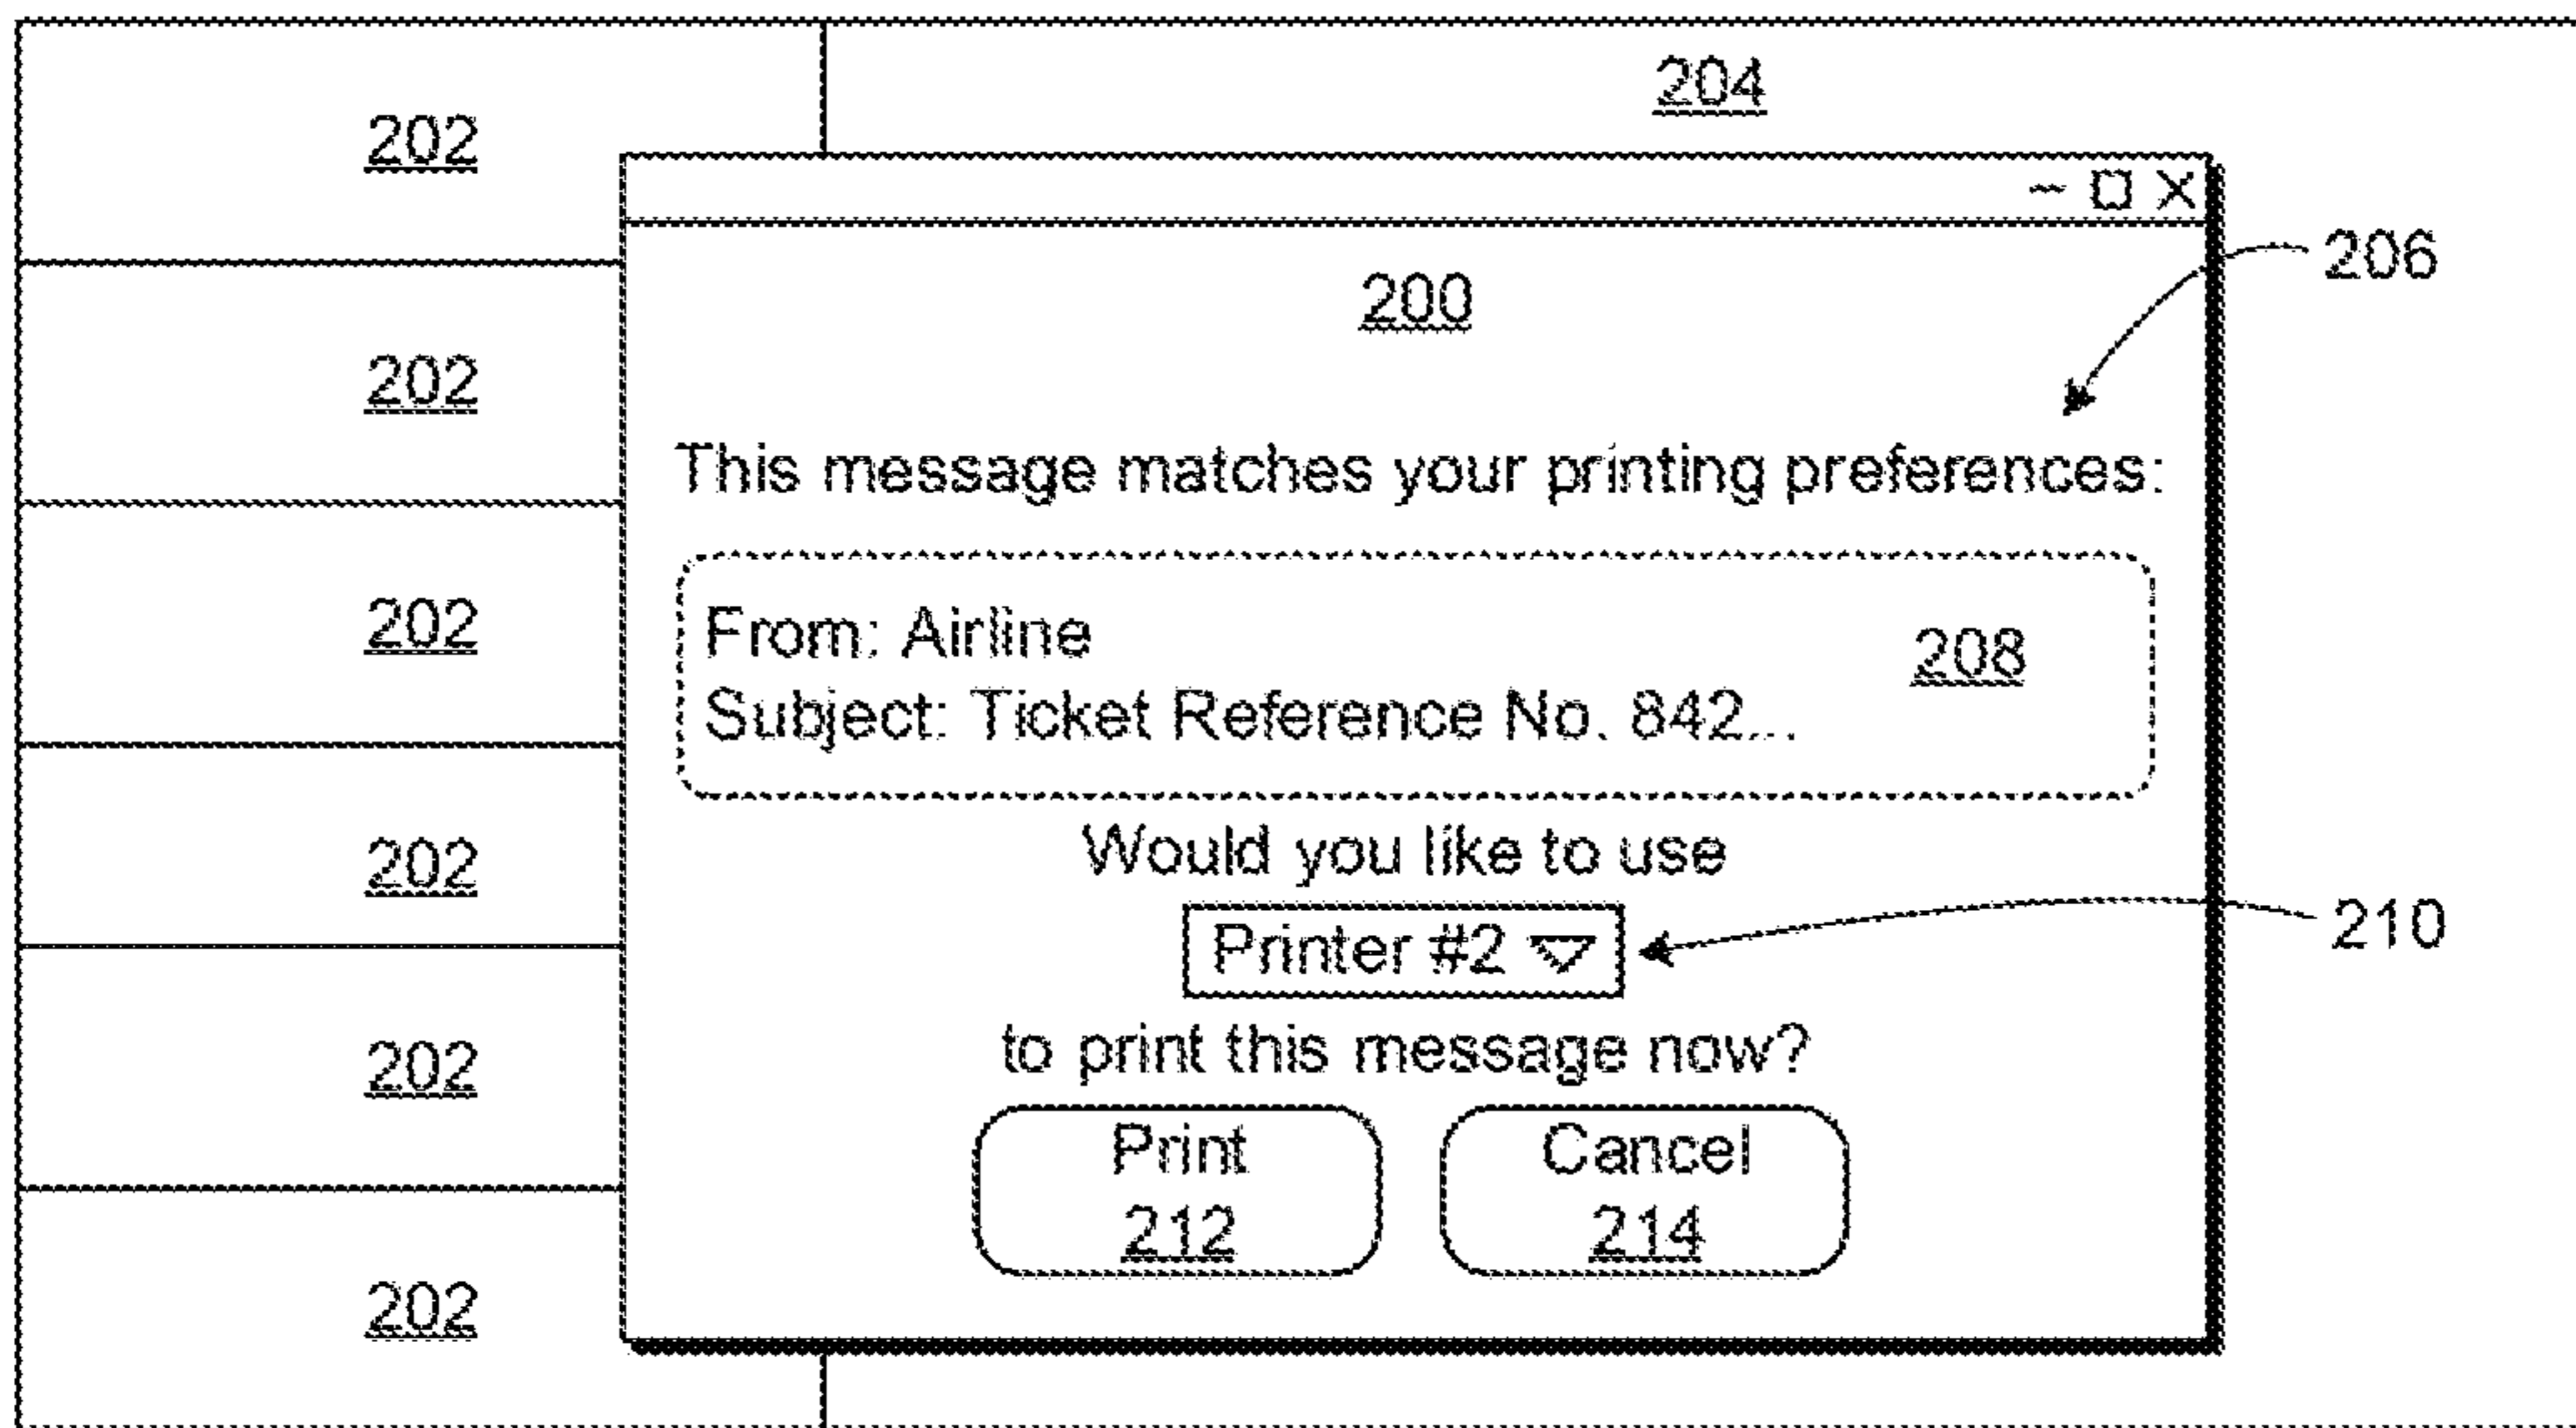 204
202
206
200
202
This message matches your printing preferences:
202
From: Airline
208
Subject: Ticket Reference No. 842...
202
Would you like to use
210
Printer #2
to print this message now?
202
Print
212
Cancel
214
202